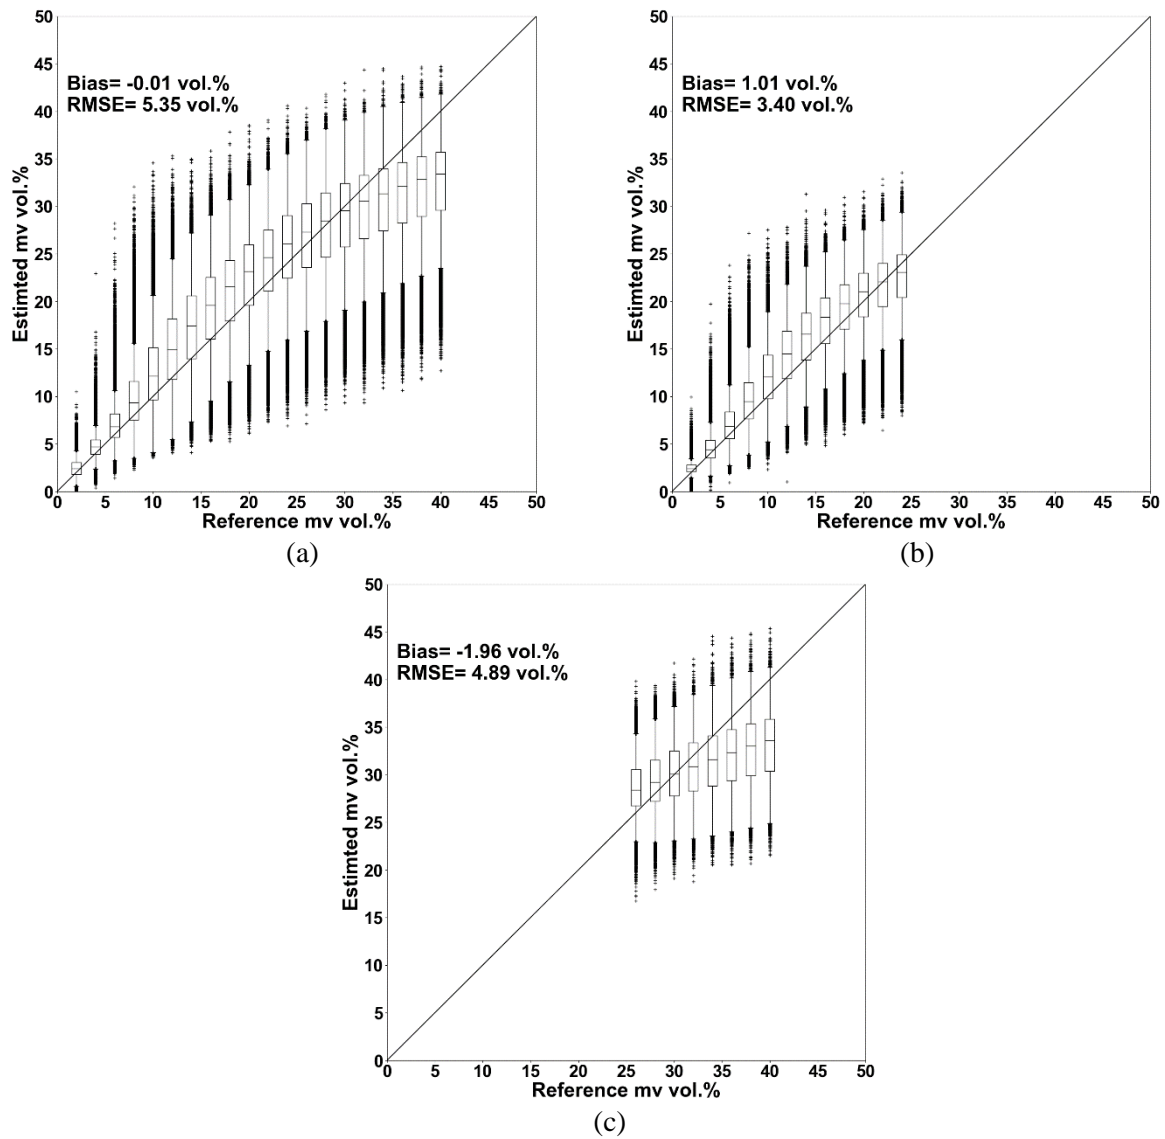 50
45
40
35
30
25
20
15
10
5
0
Estimted mv vol.%
Bias= -0.01 vol.%
RMSE= 5.35 vol.%
0 5 10 15 20 25 30 35 40 45 50
Reference mv vol.%
(a)
50
45
40
35
30
25
20
15
10
5
0
Estimted mv vol.%
Bias= 1.01 vol.%
RMSE= 3.40 vol.%
0 5 10 15 20 25 30 35 40 45 50
Reference mv vol.%
(b)
50
45
40
35
30
25
20
15
10
5
0
Estimted mv vol.%
Bias= -1.96 vol.%
RMSE= 4.89 vol.%
0 5 10 15 20 25 30 35 40 45 50
Reference mv vol.%
(c)